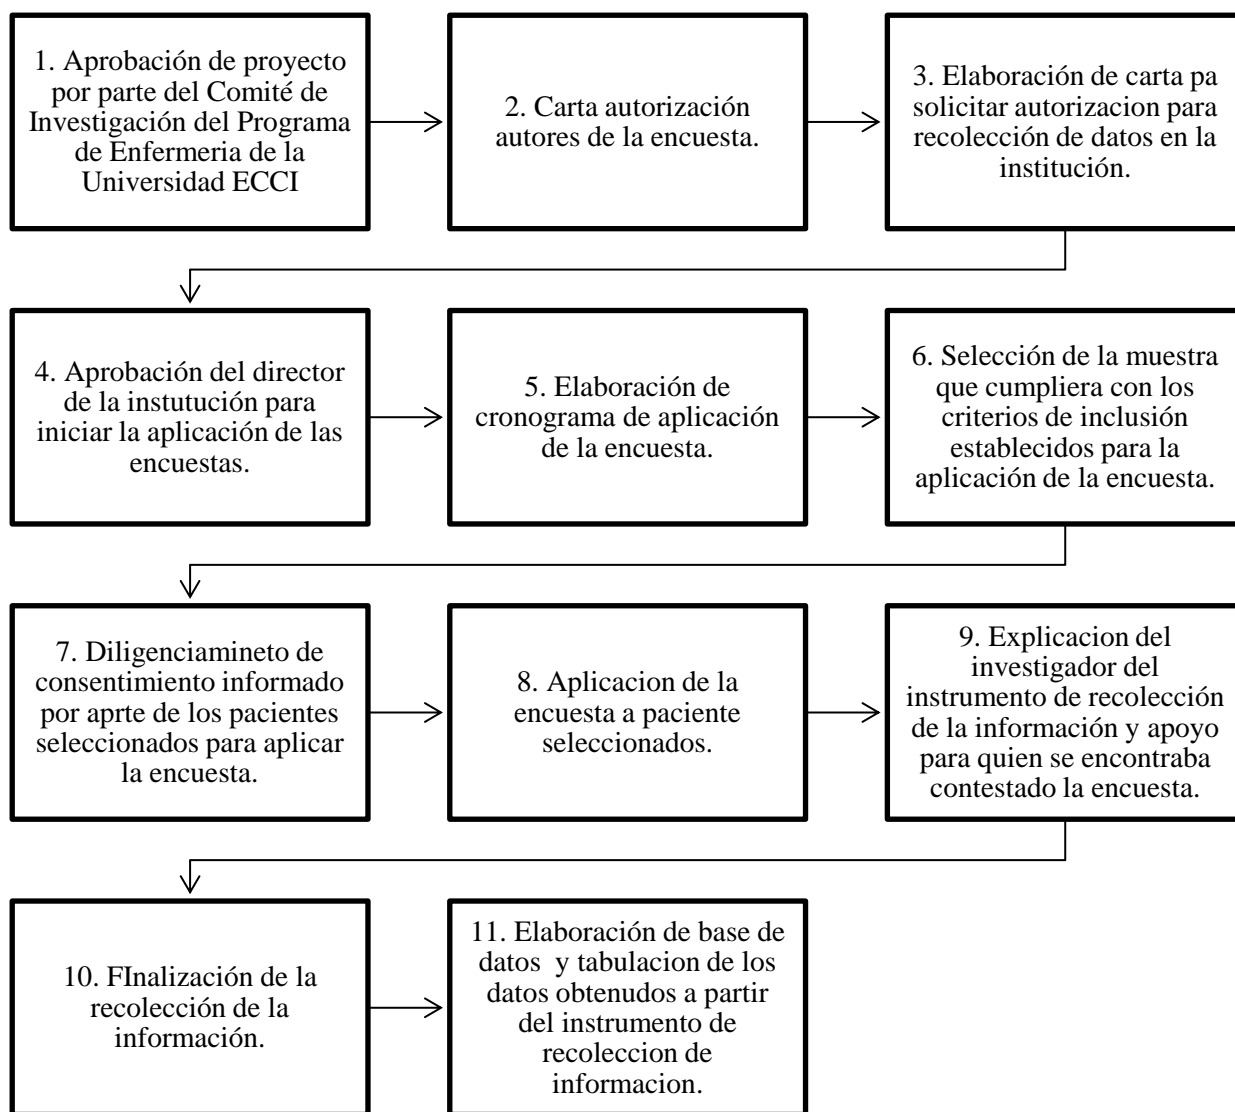 1. Aprobación de proyecto
por parte del Comité de
Investigación del Programa
de Enfermeria de la
Universidad ECCI
2. Carta autorización
autores de la encuesta.
3. Elaboración de carta pa
solicitar autorizacion para
recolección de datos en la
institución.
4. Aprobación del director
de la instutución para
iniciar la aplicación de las
encuestas.
5. Elaboración de
cronograma de aplicación
de la encuesta.
6. Selección de la muestra
que cumpliera con los
criterios de inclusión
establecidos para la
aplicación de la encuesta.
7. Diligenciamineto de
consentimiento informado
por aprte de los pacientes
seleccionados para aplicar
la encuesta.
8. Aplicacion de la
encuesta a paciente
seleccionados.
9. Explicacion del
investigador del
instrumento de recolección
de la información y apoyo
para quien se encontraba
contestado la encuesta.
10. FInalización de la
recolección de la
información.
11. Elaboración de base de
datos  y tabulacion de los
datos obtenudos a partir
del instrumento de
recoleccion de
informacion.